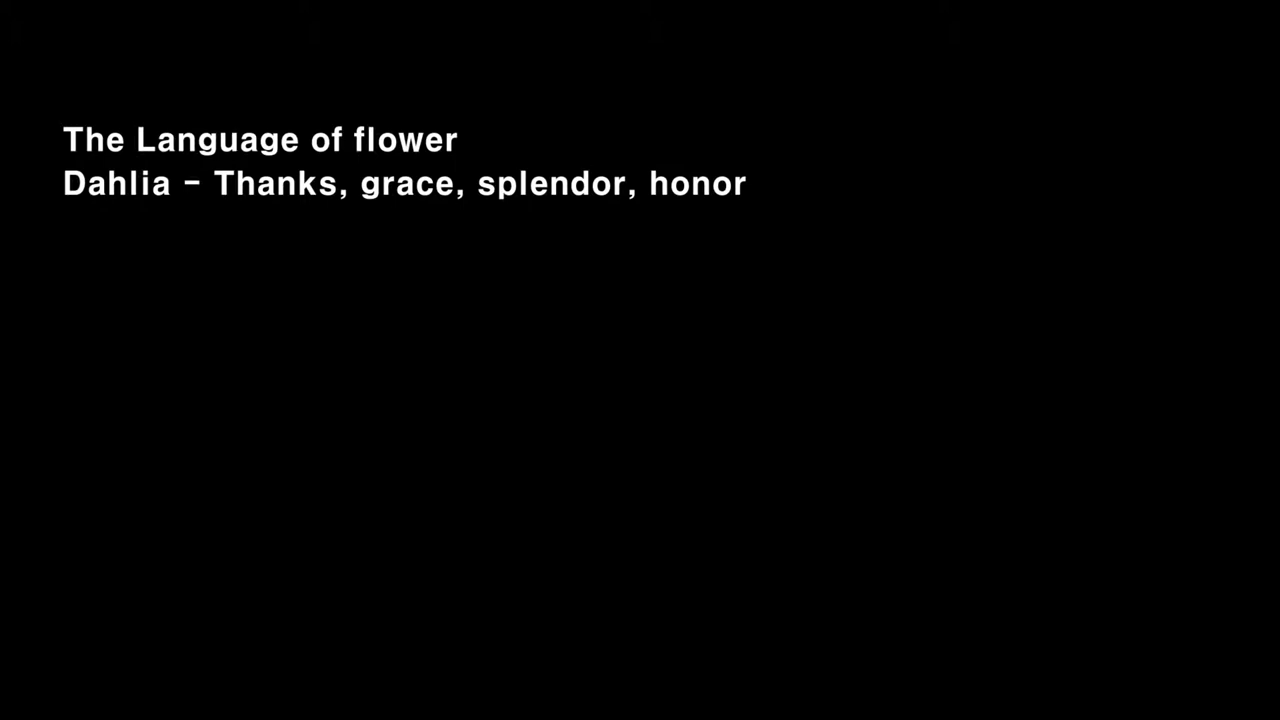 The Language of flower
Dahlia - Thanks, grace, splendor, honor